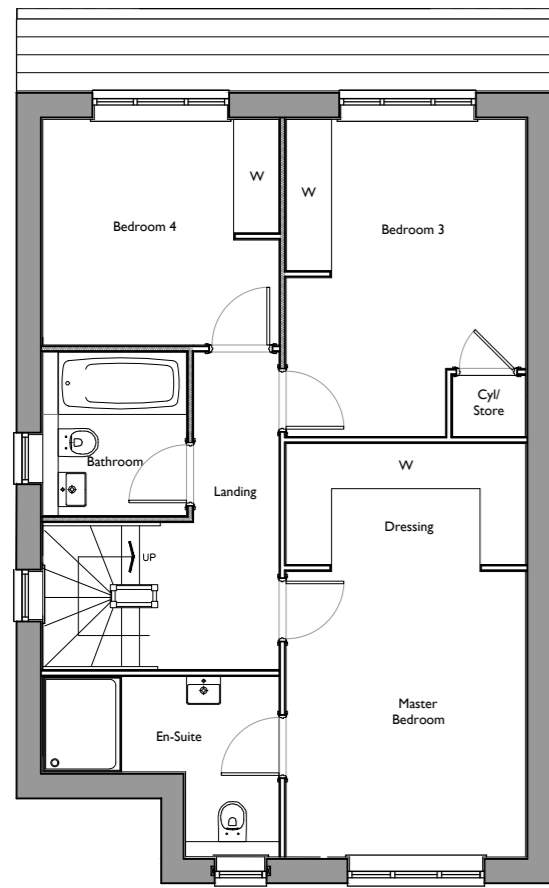 W
Bedroom 4
W
Bedroom 3
Cyl/
Store
Bathroom
Landing
W
Dressing
UP
Master
Bedroom
En-Suite